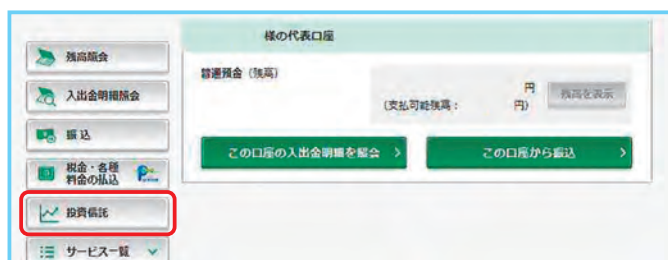 残高照会
入出金明細照会
振込
税金・各種
料金の払込
投資信託
サービス一覧
様の代表口座
普通預金（残高）
円
残高を表示
（支払可能残高： 円）
この口座の入出金明細を照会
この口座から振込